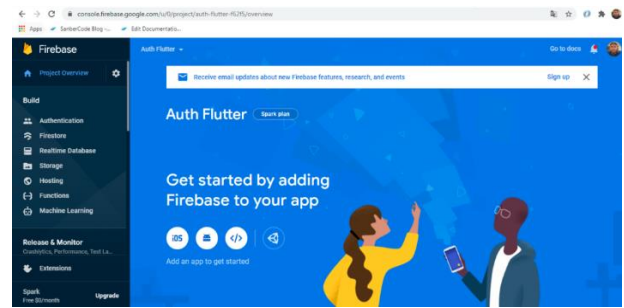 console.firebase.google.com/u/0/project/auth-flutter-f62f5/overview
Apps
SanberCode Blog -...
Edit Documentatio...
Firebase
Auth Flutter
Go to docs
Project Overview
Receive email updates about new Firebase features, research, and events
Sign up
Build
Auth Flutter
Spark plan
Authentication
Firestore
Realtime Database
Storage
Hosting
Functions
Machine Learning
Get started by adding
Firebase to your app
iOS
Add an app to get started
Release & Monitor
Crashlytics, Performance, Test La...
Extensions
Spark
Free $0/month
Upgrade